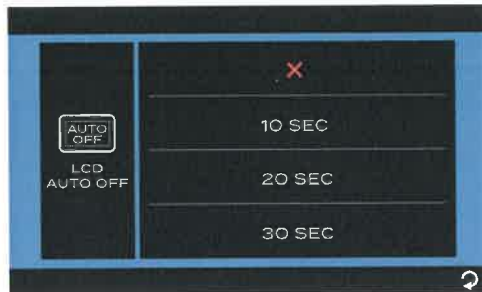 AUTO
OFF
LCD
AUTO OFF
10 SEC
20 SEC
30 SEC